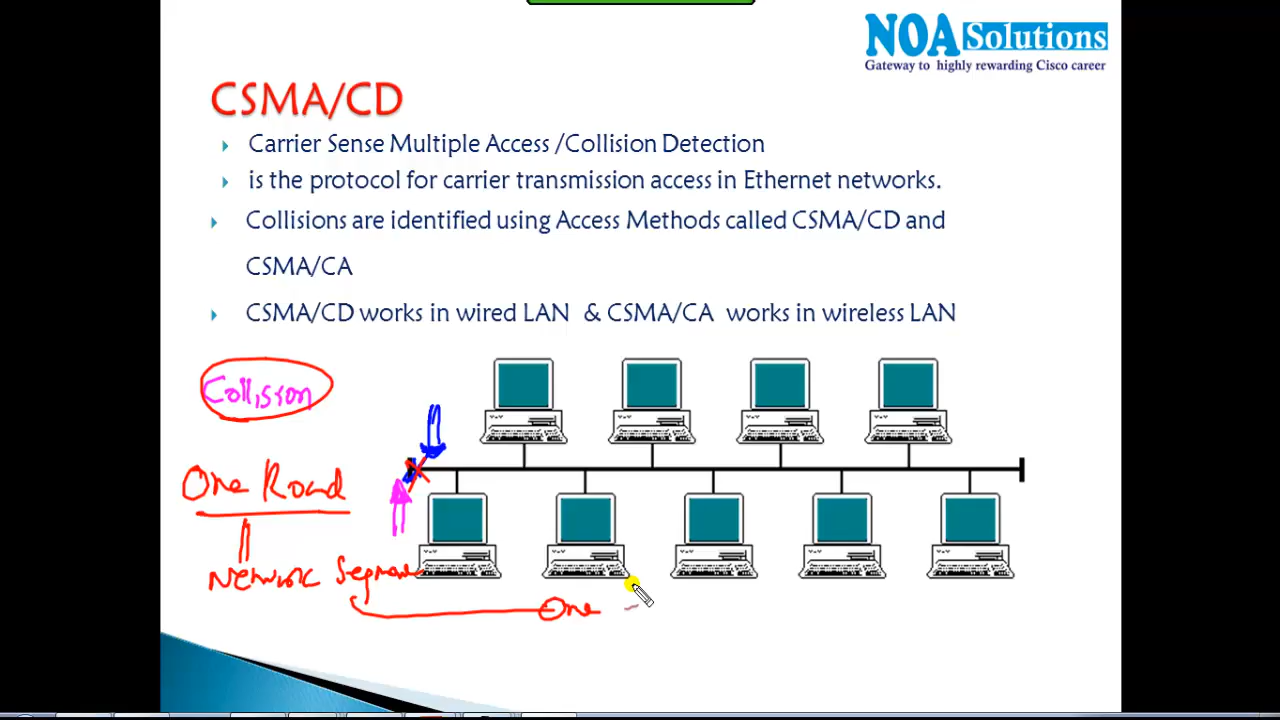 NOA Solutions
Gateway to highly rewarding Cisco career
CSMA/CD
Carrier Sense Multiple Access /Collision Detection
is the protocol for carrier transmission access in Ethernet networks.
Collisions are identified using Access Methods called CSMA/CD and
CSMA/CA
CSMA/CD works in wired LAN & CSMA/CA works in wireless LAN
Collission
One Road
Network Segment
One